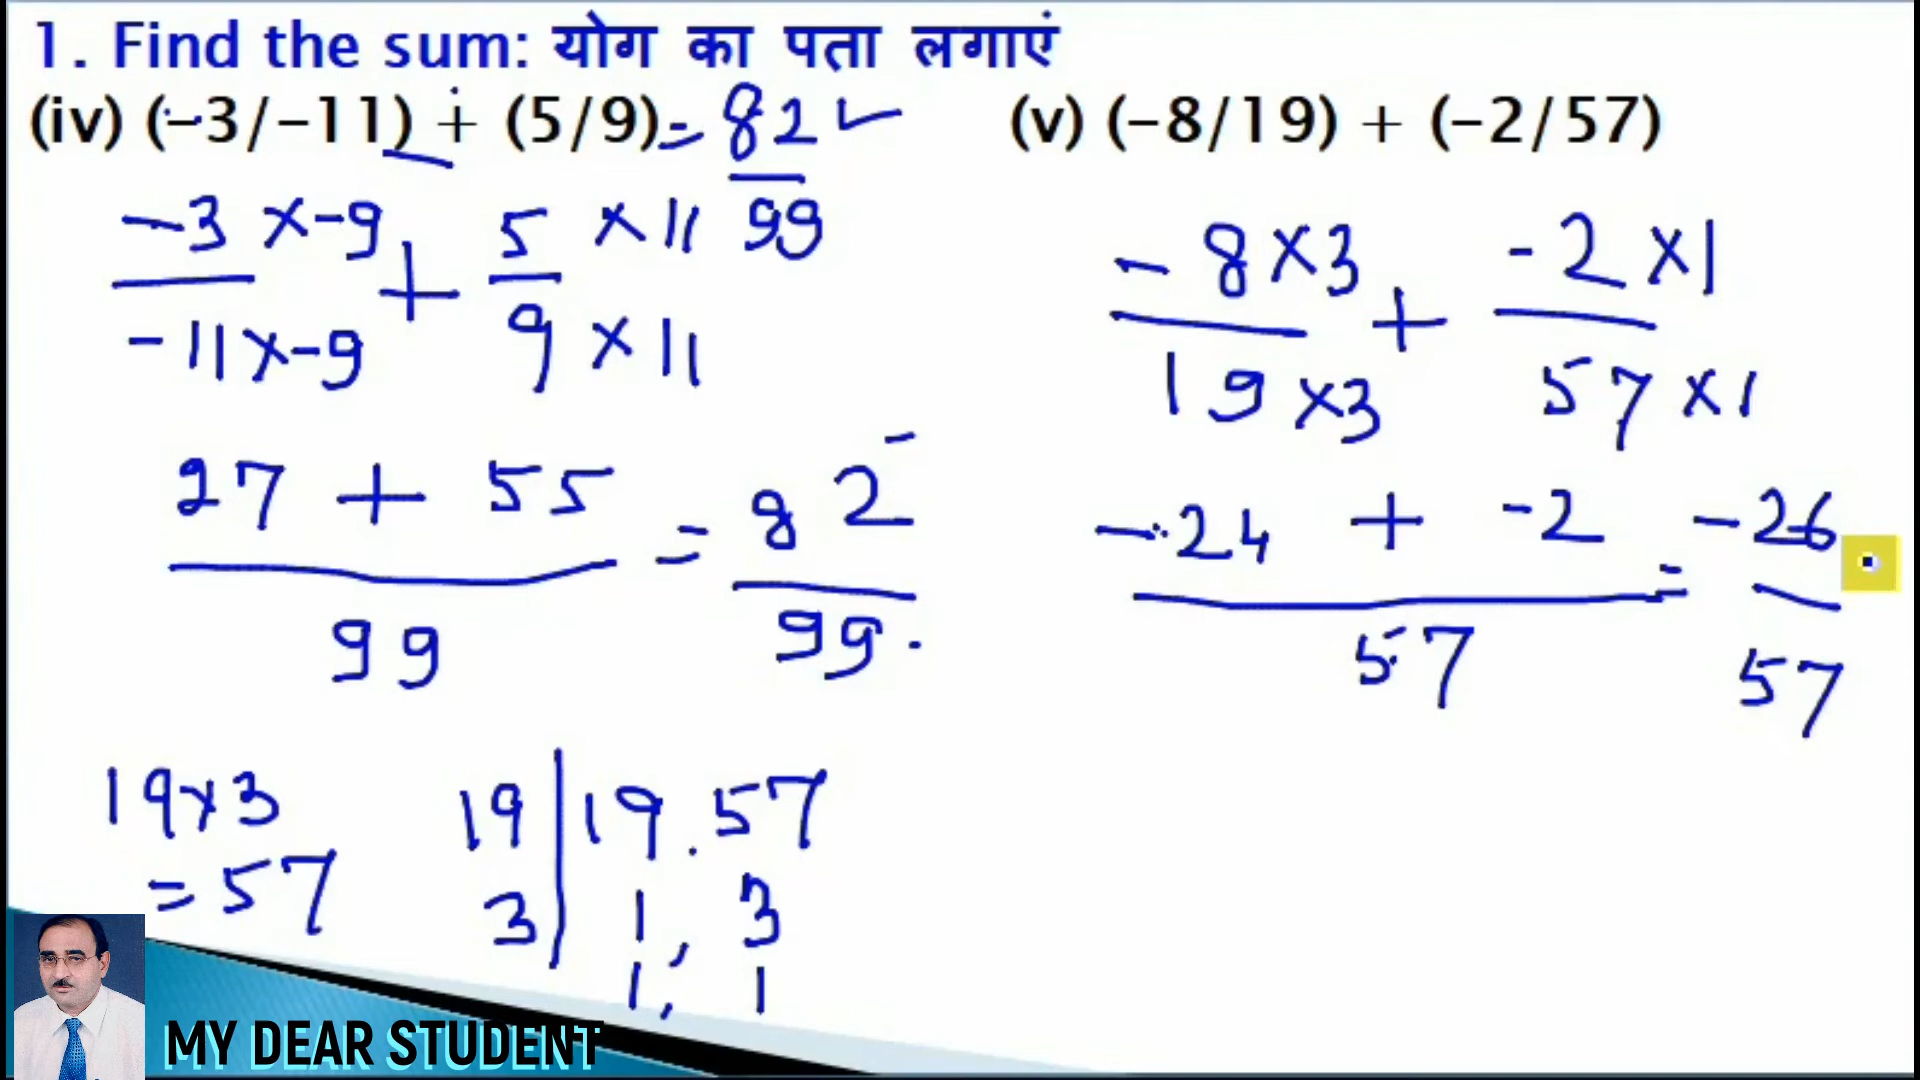 1. Find the sum: योग का पता लगाएं
(iv) (-3/-11) + (5/9) = 82/99
-3 x -9 / -11 x -9 + 5 x 11 / 9 x 11
27 + 55 / 99 = 82 / 99.
19x3
= 57
19 | 19. 57
3 | 1, 3
1, 1
(v) (-8/19) + (-2/57)
-8 x 3 / 19 x 3 + -2 x 1 / 57 x 1
-24 + -2 / 57 = -26 / 57
MY DEAR STUDENT